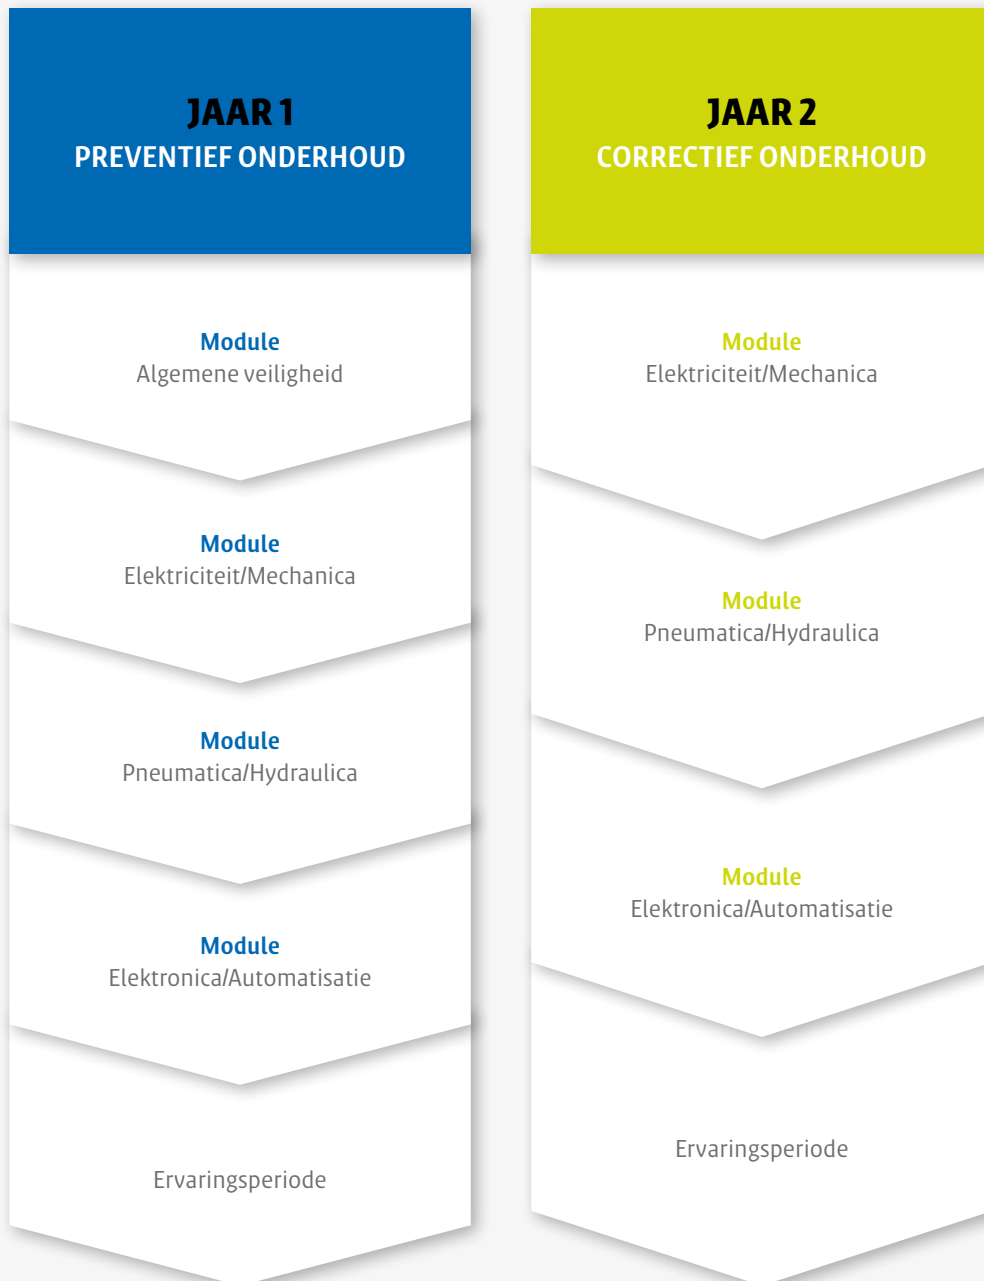 JAAR 1
PREVENTIEF ONDERHOUD
Module
Algemene veiligheid
Module
Elektriciteit/Mechanica
Module
Pneumatica/Hydraulica
Module
Elektronica/Automatisatie
Ervaringsperiode
JAAR 2
CORRECTIEF ONDERHOUD
Module
Elektriciteit/Mechanica
Module
Pneumatica/Hydraulica
Module
Elektronica/Automatisatie
Ervaringsperiode